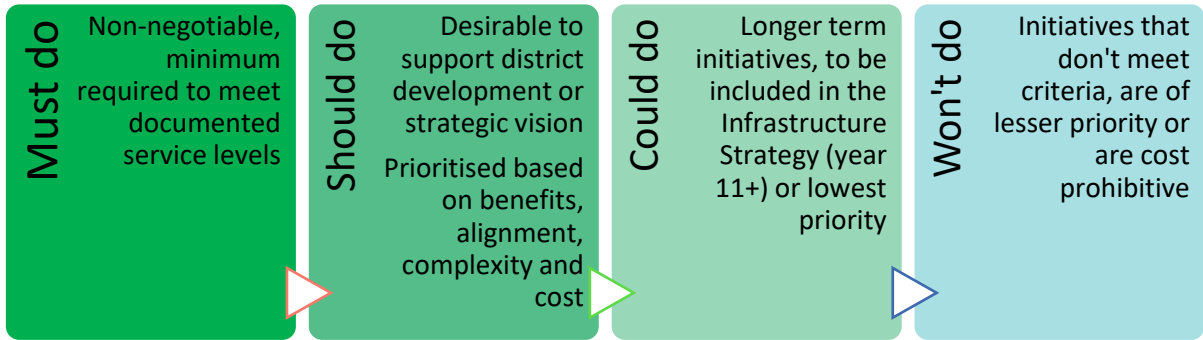 Must do
Non-negotiable,
minimum
required to meet
documented
service levels
Should do
Desirable to
support district
development or
strategic vision
Prioritised based
on benefits,
alignment,
complexity and
cost
Could do
Longer term
initiatives, to be
included in the
Infrastructure
Strategy (year
11+) or lowest
priority
Won't do
Initiatives that
don't meet
criteria, are of
lesser priority or
are cost
prohibitive